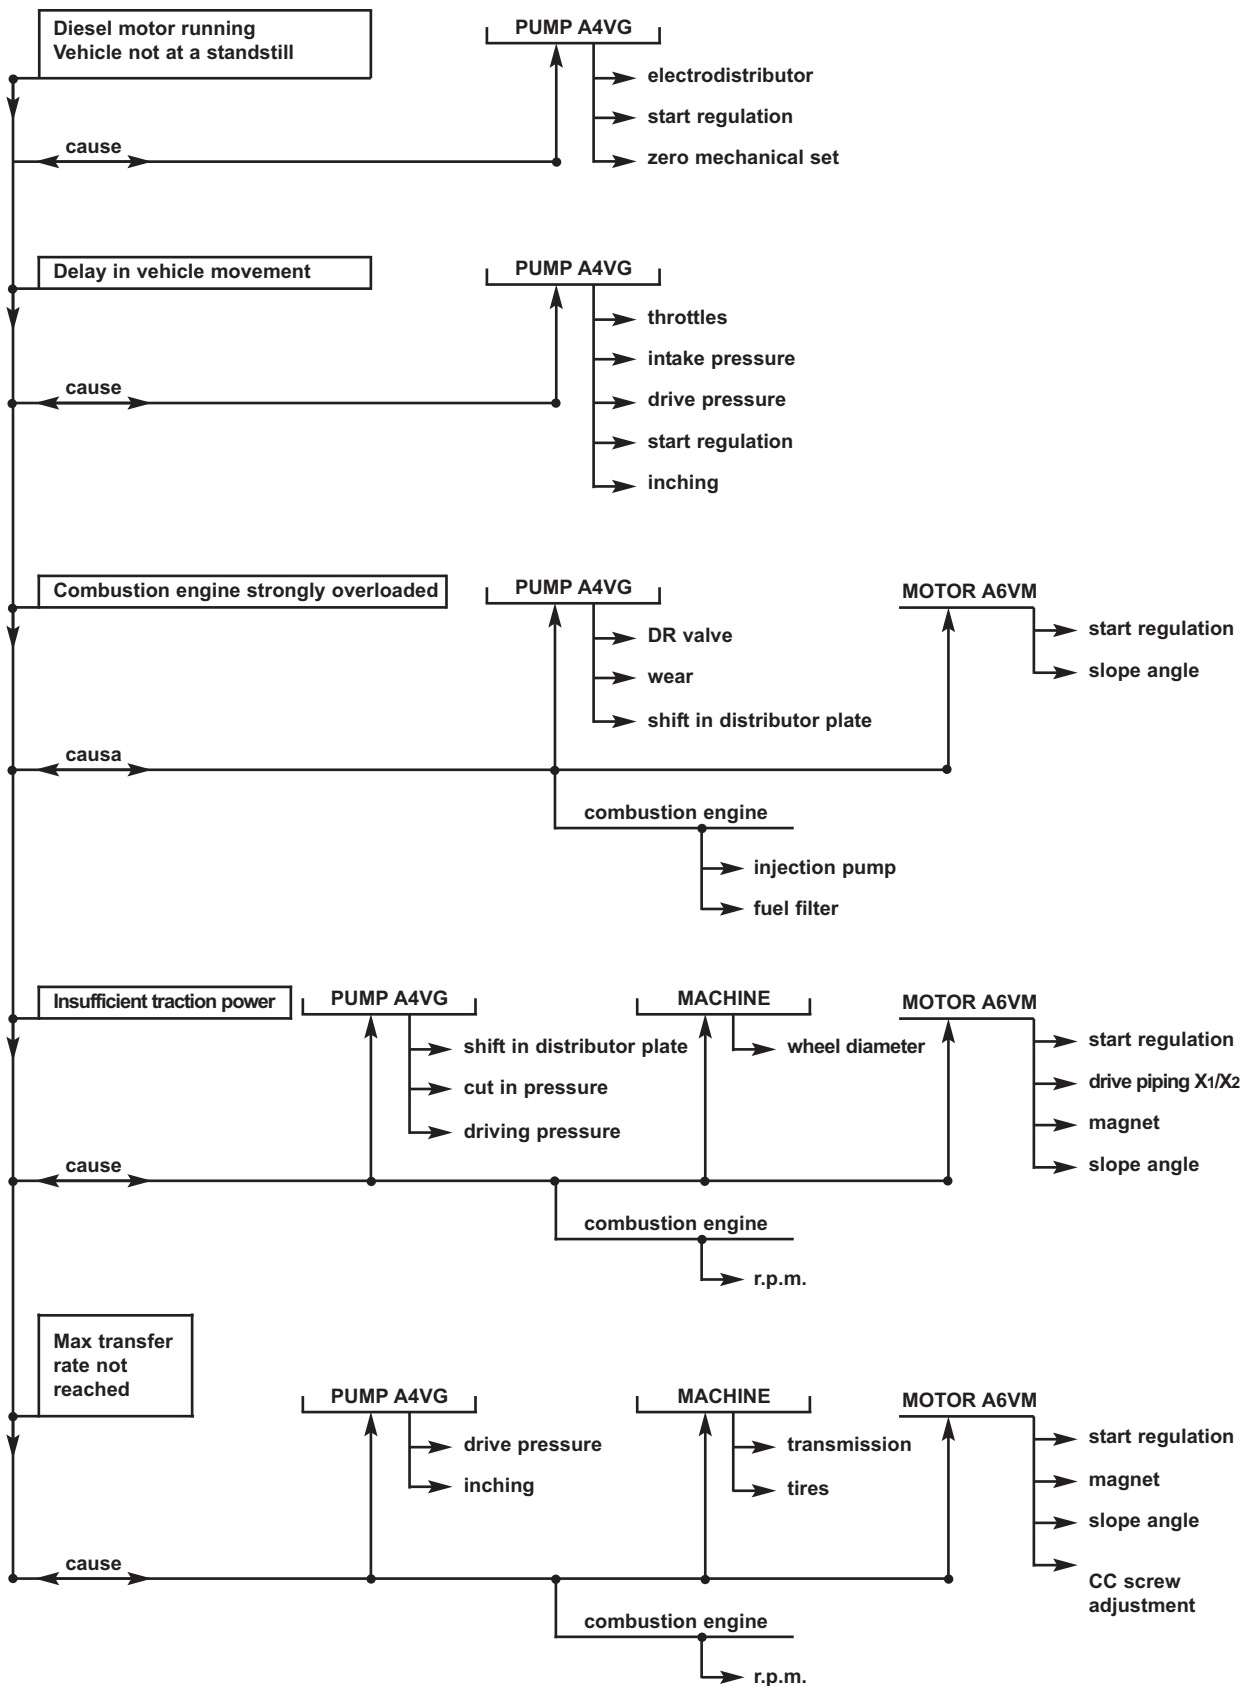 Diesel motor running
Vehicle not at a standstill
PUMP A4VG
electrodistributor
start regulation
zero mechanical set
cause
Delay in vehicle movement
PUMP A4VG
throttles
intake pressure
drive pressure
start regulation
inching
cause
Combustion engine strongly overloaded
PUMP A4VG
DR valve
wear
shift in distributor plate
MOTOR A6VM
start regulation
slope angle
causa
combustion engine
injection pump
fuel filter
Insufficient traction power
PUMP A4VG
shift in distributor plate
cut in pressure
driving pressure
MACHINE
wheel diameter
MOTOR A6VM
start regulation
drive piping X1/X2
magnet
slope angle
cause
combustion engine
r.p.m.
Max transfer
rate not
reached
PUMP A4VG
drive pressure
inching
MACHINE
transmission
tires
MOTOR A6VM
start regulation
magnet
slope angle
CC screw
adjustment
cause
combustion engine
r.p.m.